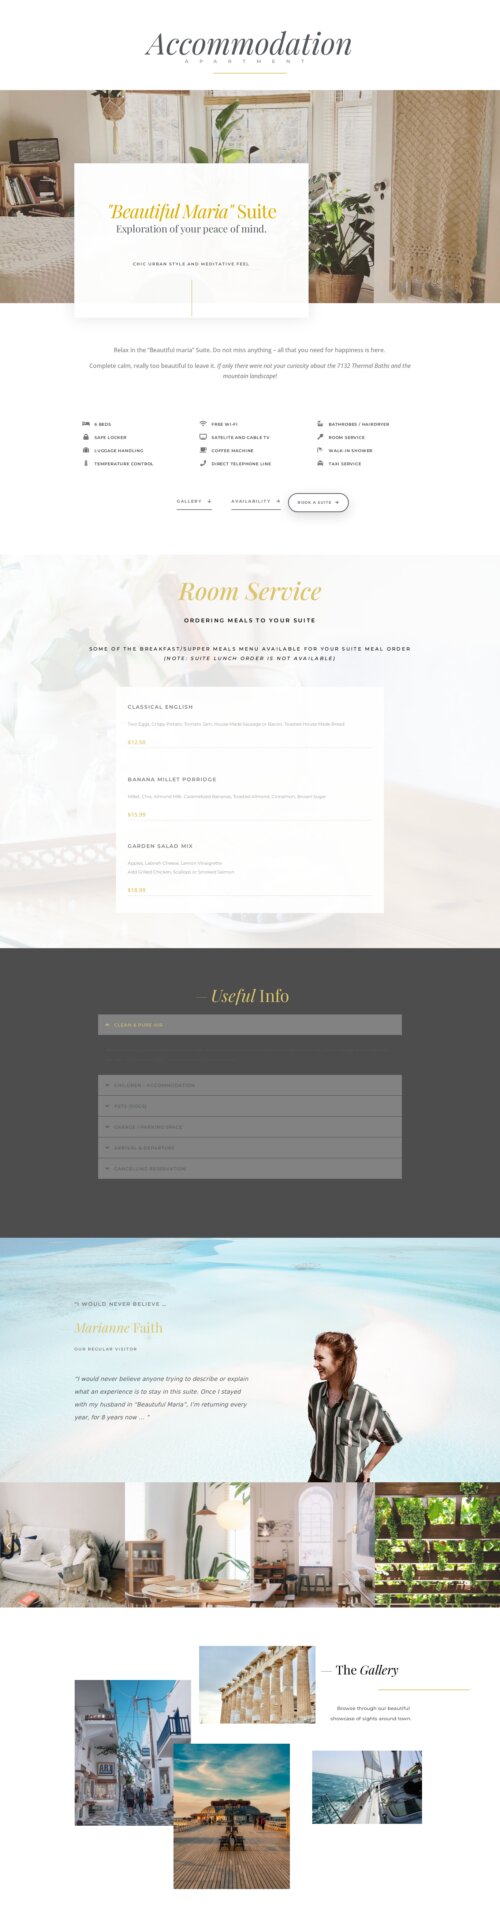 Accommodation
APARTMENT
"Beautiful Maria" Suite
Exploration of your peace of mind.
CHIC URBAN STYLE AND MEDITATIVE FEEL
Relax in the "Beautiful maria" Suite. Do not miss anything – all that you need for happiness is here.
Complete calm, really too beautiful to leave it. If only there were not your curiosity about the 7132 Thermal Baths and the
mountain landscape!
6 BEDS
FREE WI-FI
BATHROBES / HAIRDRYER
SAFE LOCKER
SATELITE AND CABLE TV
ROOM SERVICE
LUGGAGE HANDLING
COFFEE MACHINE
WALK-IN SHOWER
TEMPERATURE CONTROL
DIRECT TELEPHONE LINE
TAXI SERVICE
GALLERY
AVAILABILITY
BOOK A SUITE
Room Service
ORDERING MEALS TO YOUR SUITE
SOME OF THE BREAKFAST/SUPPER MEALS MENU AVAILABLE FOR YOUR SUITE MEAL ORDER
(NOTE: SUITE LUNCH ORDER IS NOT AVAILABLE)
CLASSICAL ENGLISH
Two Eggs, Crispy Potato, Tomato Jam, House Made Sausage or Bacon, Toasted House Made Bread
$12.50
BANANA MILLET PORRIDGE
Millet, Chia, Almond Milk, Caramelized Bananas, Toasted Almond, Cinnamon, Brown Sugar
$15.99
GARDEN SALAD MIX
Apples, Labneh Cheese, Lemon Vinaigrette
Add Grilled Chicken, Scallops or Smoked Salmon
$18.99
— Useful Info
CLEAN & PURE AIR
CHILDREN - ACCOMMODATION
PETS (DOGS)
GARAGE / PARKING SPACE
ARRIVAL & DEPARTURE
CANCELLING RESERVATION
"I WOULD NEVER BELIEVE ...
Marianne Faith
OUR REGULAR VISITOR
"I would never believe anyone trying to describe or explain
what an experience is to stay in this suite. Once I stayed
with my husband in "Beautuful Maria", I'm returning every
year, for 8 years now ... "
— The Gallery
Browse through our beautiful
showcase of sights around town.